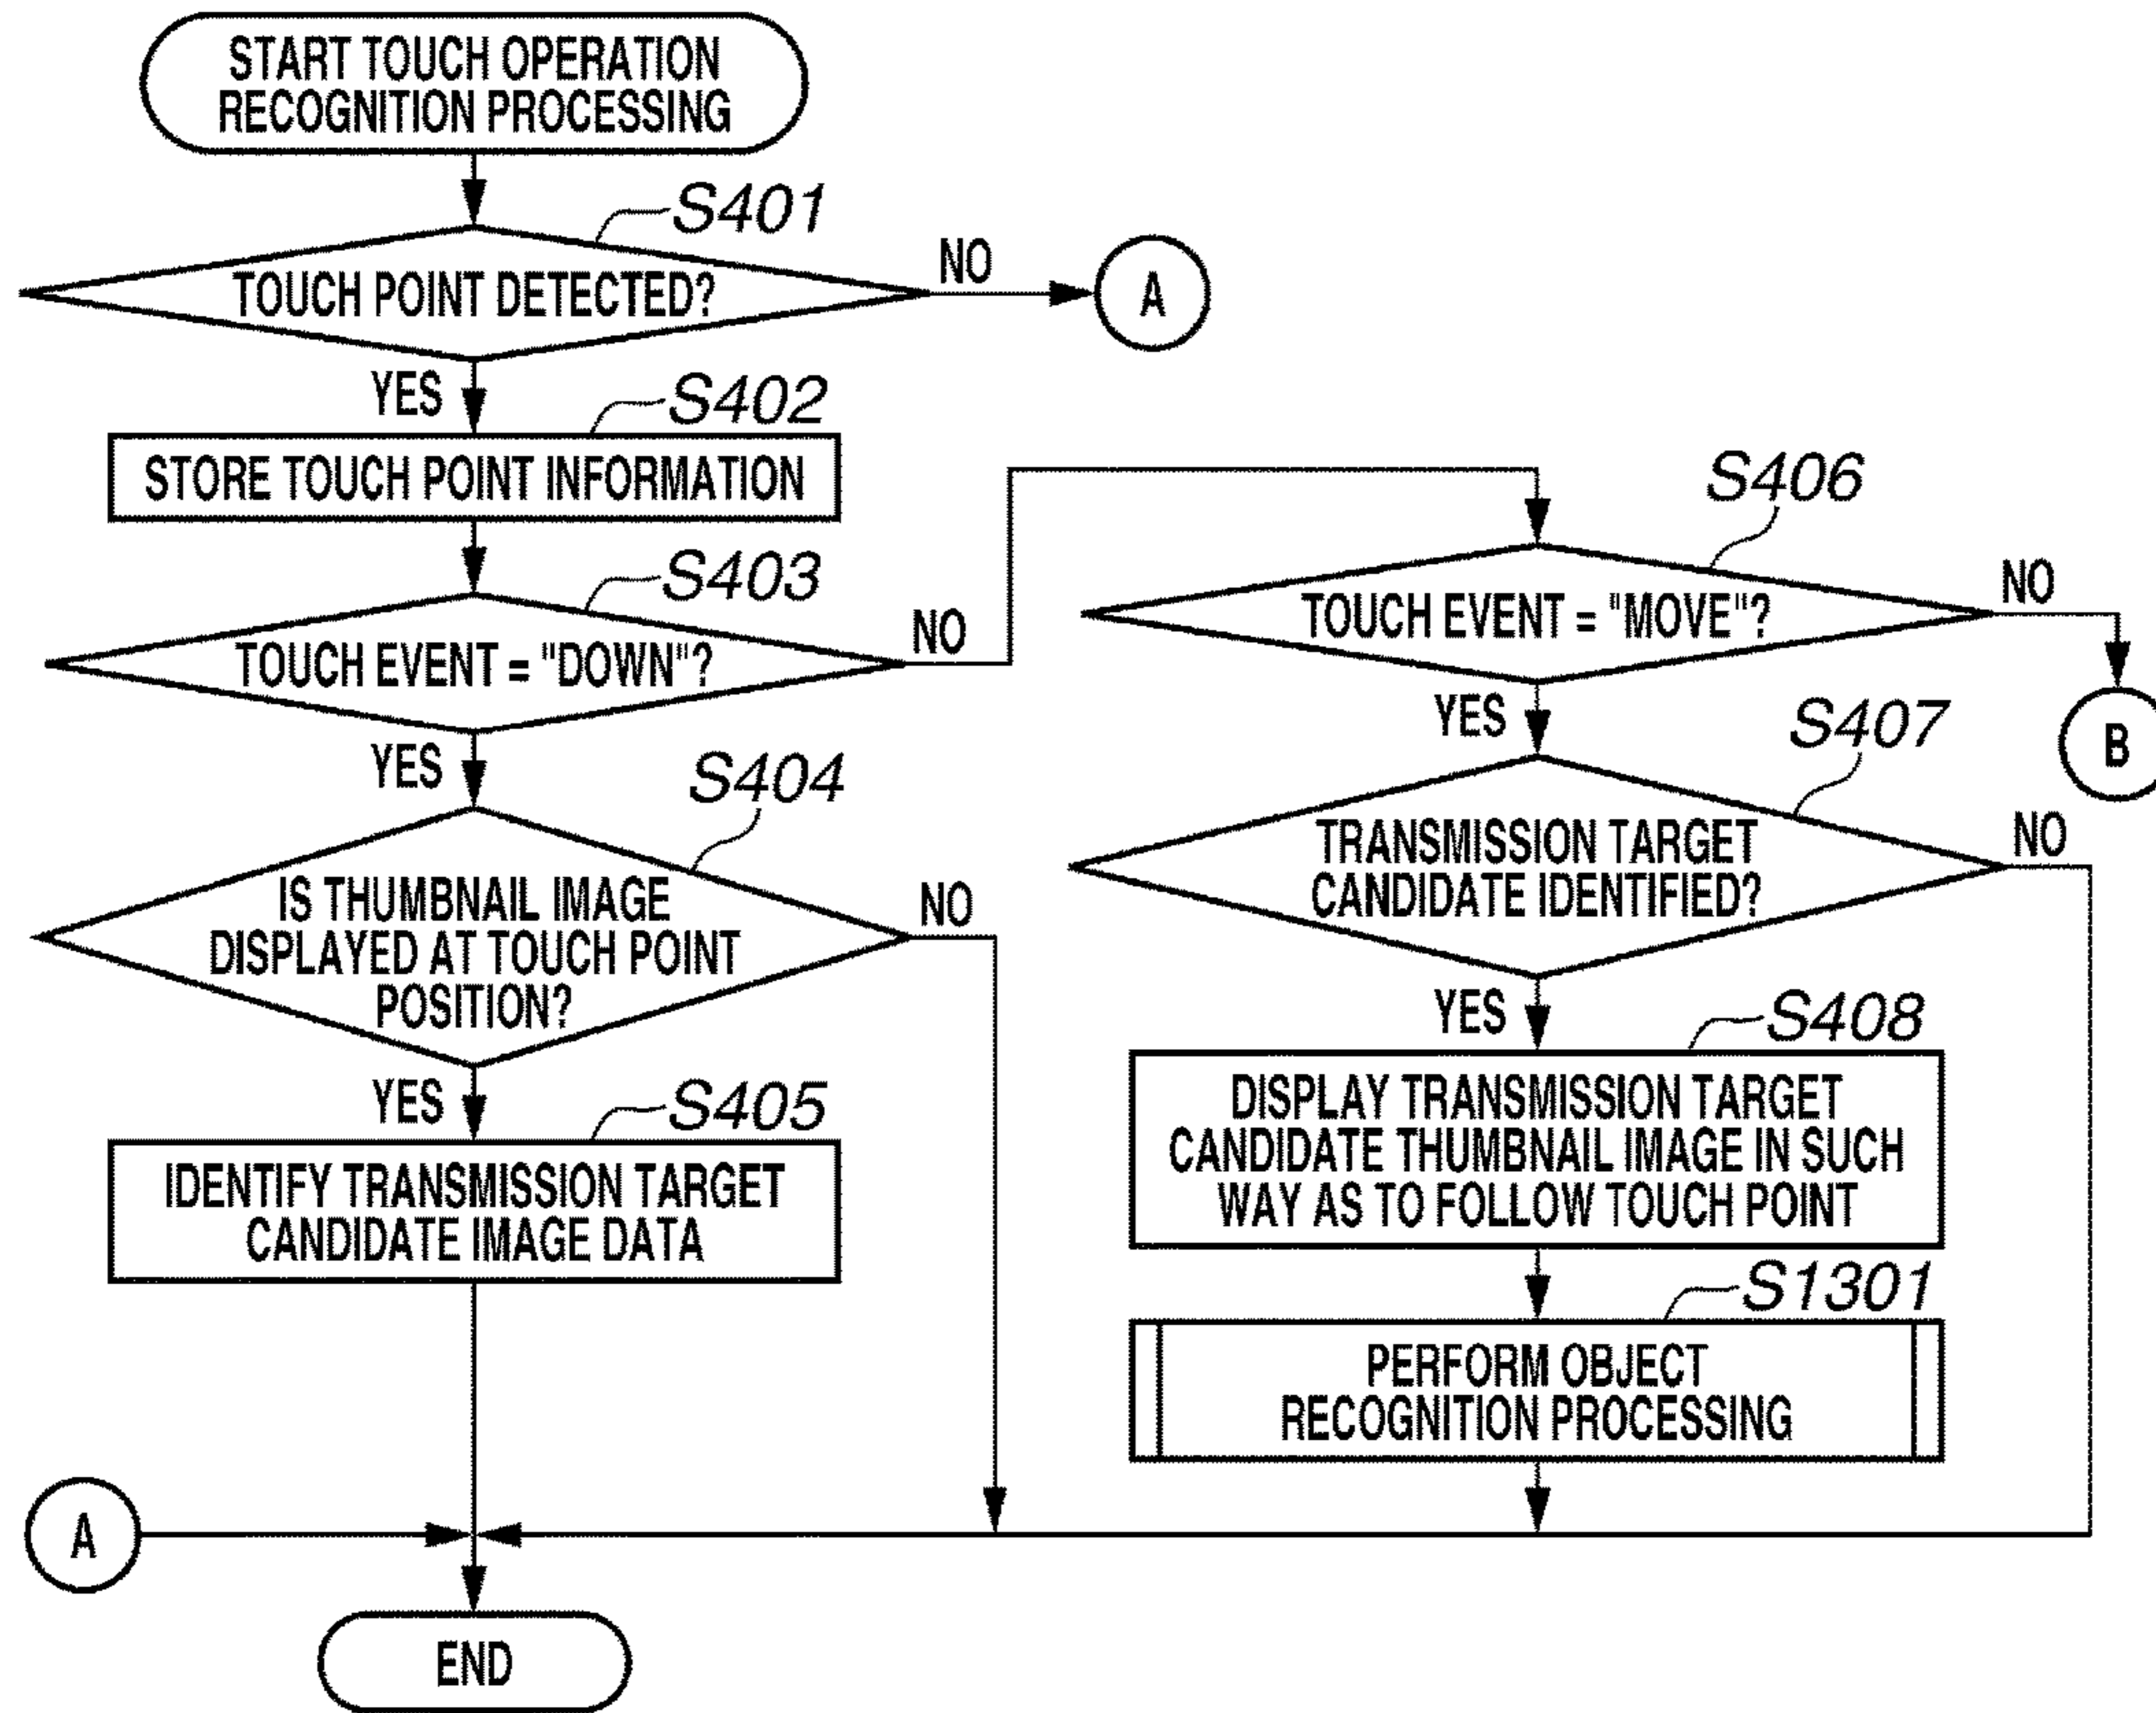 START TOUCH OPERATION
RECOGNITION PROCESSING
S401
TOUCH POINT DETECTED?
NO
A
YES
S402
STORE TOUCH POINT INFORMATION
S403
TOUCH EVENT = "DOWN"?
NO
YES
S404
IS THUMBNAIL IMAGE
DISPLAYED AT TOUCH POINT
POSITION?
NO
YES
S405
IDENTIFY TRANSMISSION TARGET
CANDIDATE IMAGE DATA
S406
TOUCH EVENT = "MOVE"?
NO
B
YES
S407
TRANSMISSION TARGET
CANDIDATE IDENTIFIED?
NO
YES
S408
DISPLAY TRANSMISSION TARGET
CANDIDATE THUMBNAIL IMAGE IN SUCH
WAY AS TO FOLLOW TOUCH POINT
S1301
PERFORM OBJECT
RECOGNITION PROCESSING
A
END